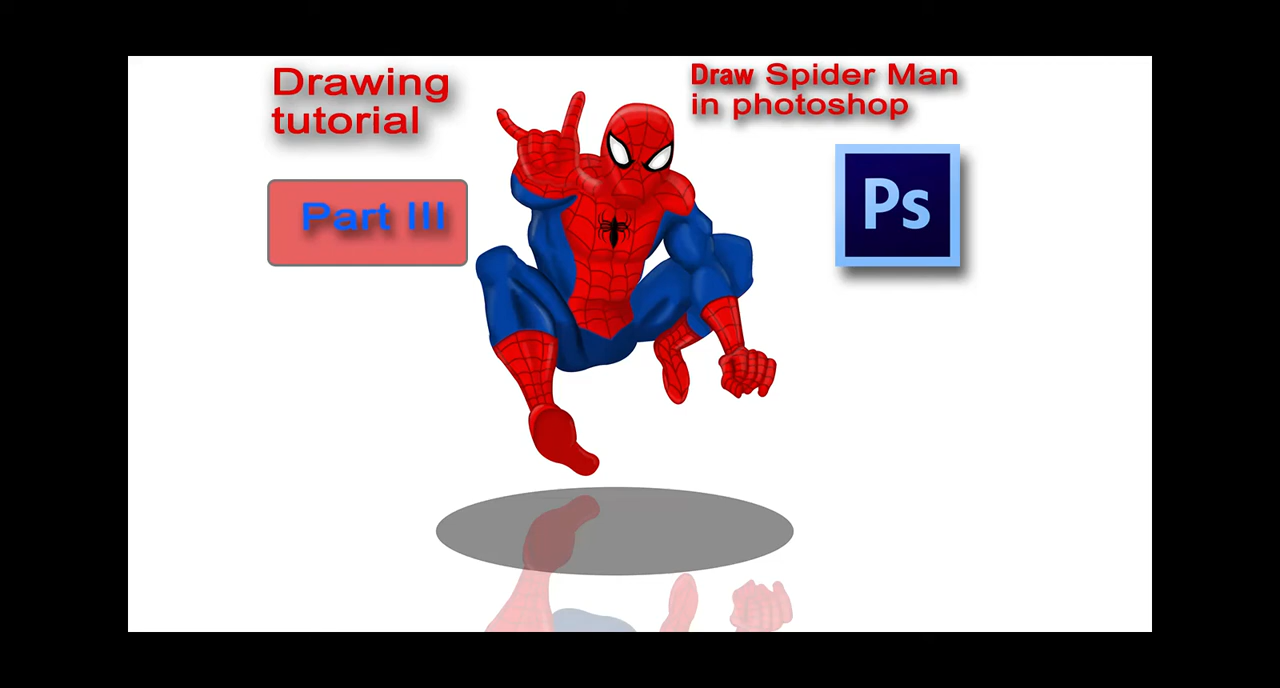 Drawing
tutorial
Draw Spider Man
in photoshop
Part III
Ps